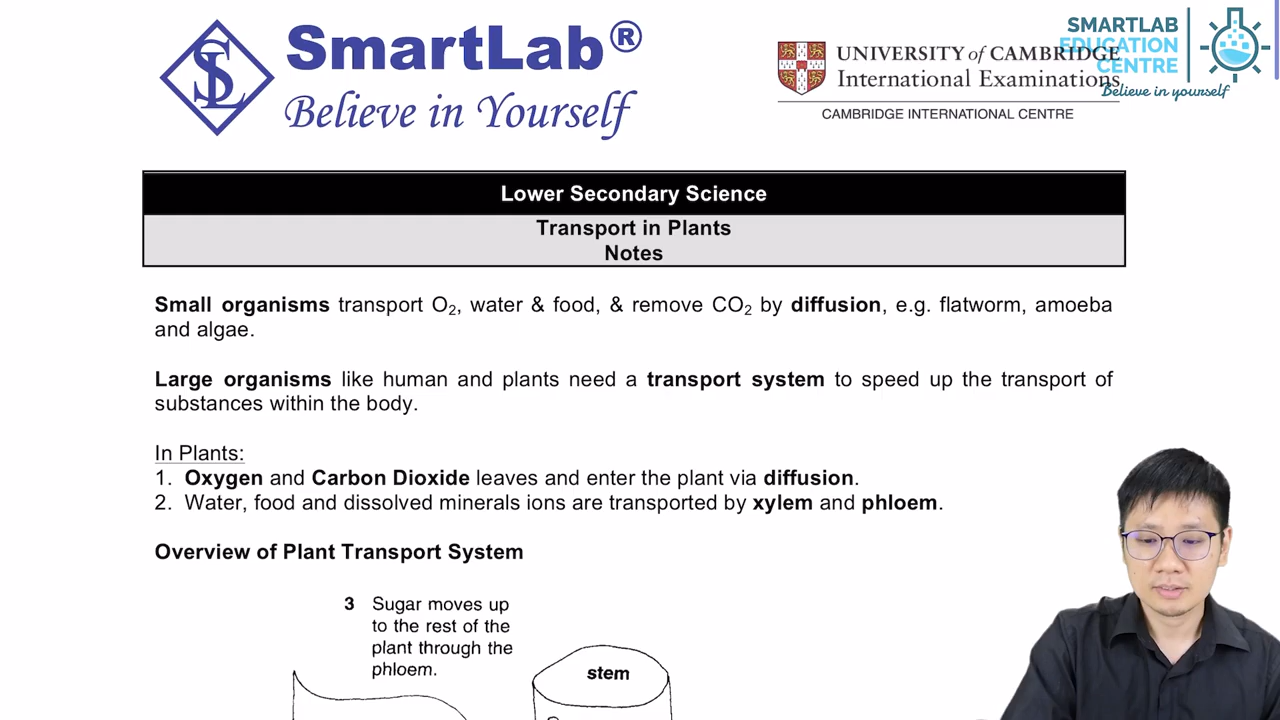 SmartLab®
Believe in Yourself
UNIVERSITY of CAMBRIDGE
International Examinations
CAMBRIDGE INTERNATIONAL CENTRE
SMARTLAB
EDUCATION
CENTRE
Believe in yourself
Lower Secondary Science
Transport in Plants
Notes
Small organisms transport O₂, water & food, & remove CO₂ by diffusion, e.g. flatworm, amoeba
and algae.
Large organisms like human and plants need a transport system to speed up the transport of
substances within the body.
In Plants:
1. Oxygen and Carbon Dioxide leaves and enter the plant via diffusion.
2. Water, food and dissolved minerals ions are transported by xylem and phloem.
Overview of Plant Transport System
3 Sugar moves up
to the rest of the
plant through the
phloem.
stem